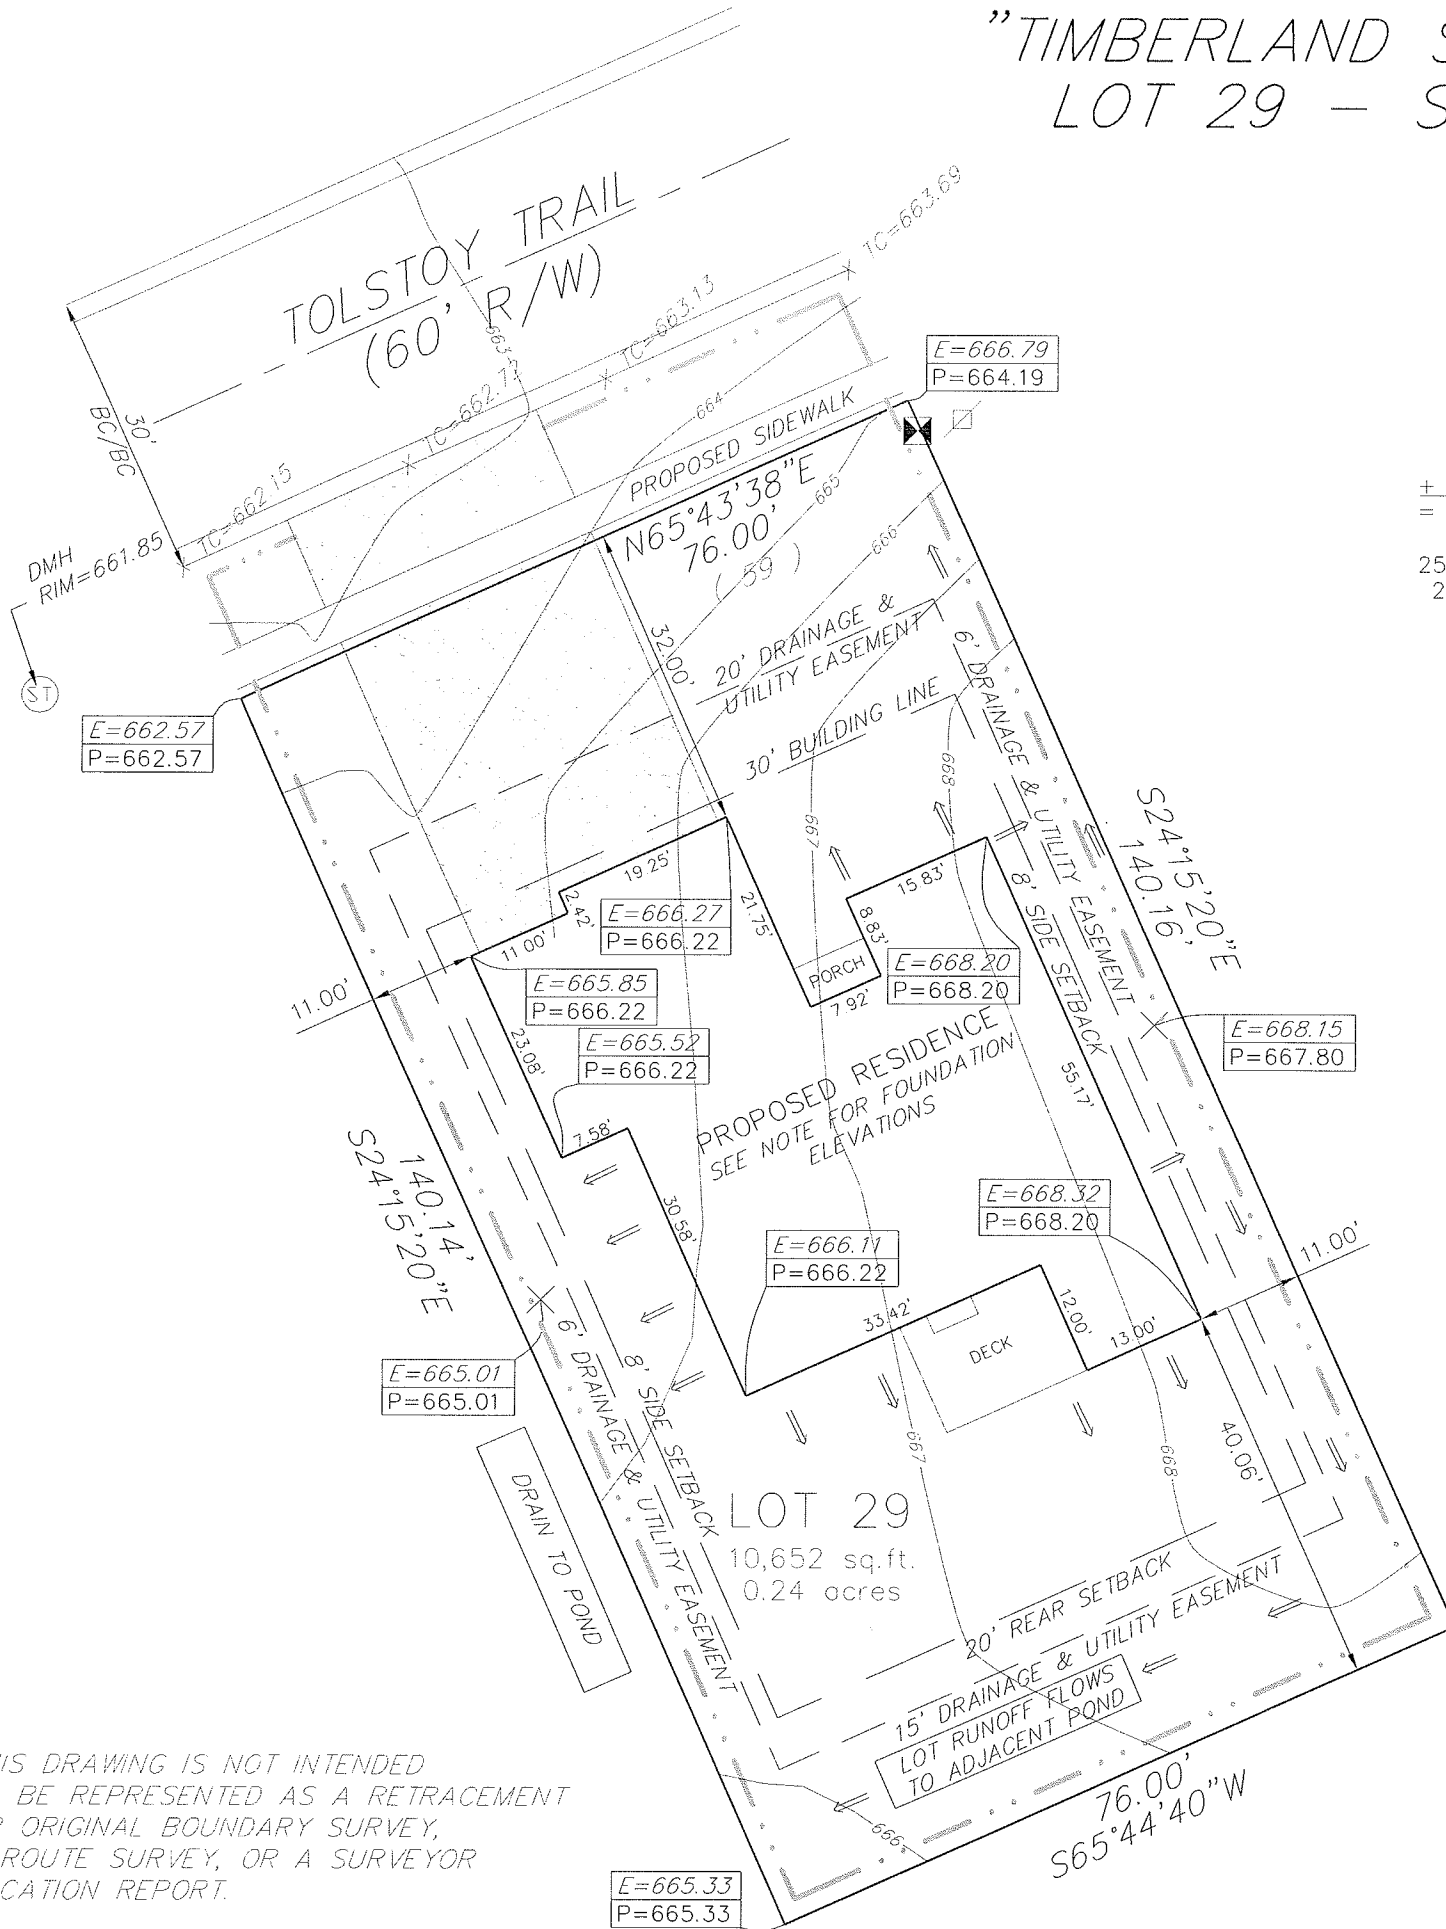 "TIMBERLAND S
LOT 29 - S
TOLSTOY TRAIL
(60' R/W)
30'
BC/BC
TC=662.15
TC=662.72
TC=663.13
TC=663.69
663
664
665
666
DMH
RIM=661.85
ST
PROPOSED SIDEWALK
N65°43'38"E
76.00'
( 59 )
E=666.79
P=664.19
+
=
25
2
E=662.57
P=662.57
32.00'
20' DRAINAGE &
UTILITY EASEMENT
30' BUILDING LINE
6' DRAINAGE & UTILITY EASEMENT
8' SIDE SETBACK
S24°15'20"E
140.16'
667
668
19.25'
2.42'
11.00'
21.75'
15.83'
8.83'
PORCH
7.92'
E=666.27
P=666.22
E=665.85
P=666.22
E=665.52
P=666.22
E=668.20
P=668.20
E=668.15
P=667.80
11.00'
23.08'
7.58'
30.58'
55.17'
PROPOSED RESIDENCE
SEE NOTE FOR FOUNDATION
ELEVATIONS
E=668.32
P=668.20
E=666.11
P=666.22
11.00'
33.42'
12.00'
13.00'
DECK
40.06'
140.14'
S24°15'20"E
E=665.01
P=665.01
6' DRAINAGE & UTILITY EASEMENT
8' SIDE SETBACK
DRAIN TO POND
LOT 29
10,652 sq.ft.
0.24 acres
667
668
20' REAR SETBACK
15' DRAINAGE & UTILITY EASEMENT
LOT RUNOFF FLOWS
TO ADJACENT POND
76.00'
S65°44'40"W
666
E=665.33
P=665.33
IS DRAWING IS NOT INTENDED
BE REPRESENTED AS A RETRACEMENT
ORIGINAL BOUNDARY SURVEY,
ROUTE SURVEY, OR A SURVEYOR
CATION REPORT.